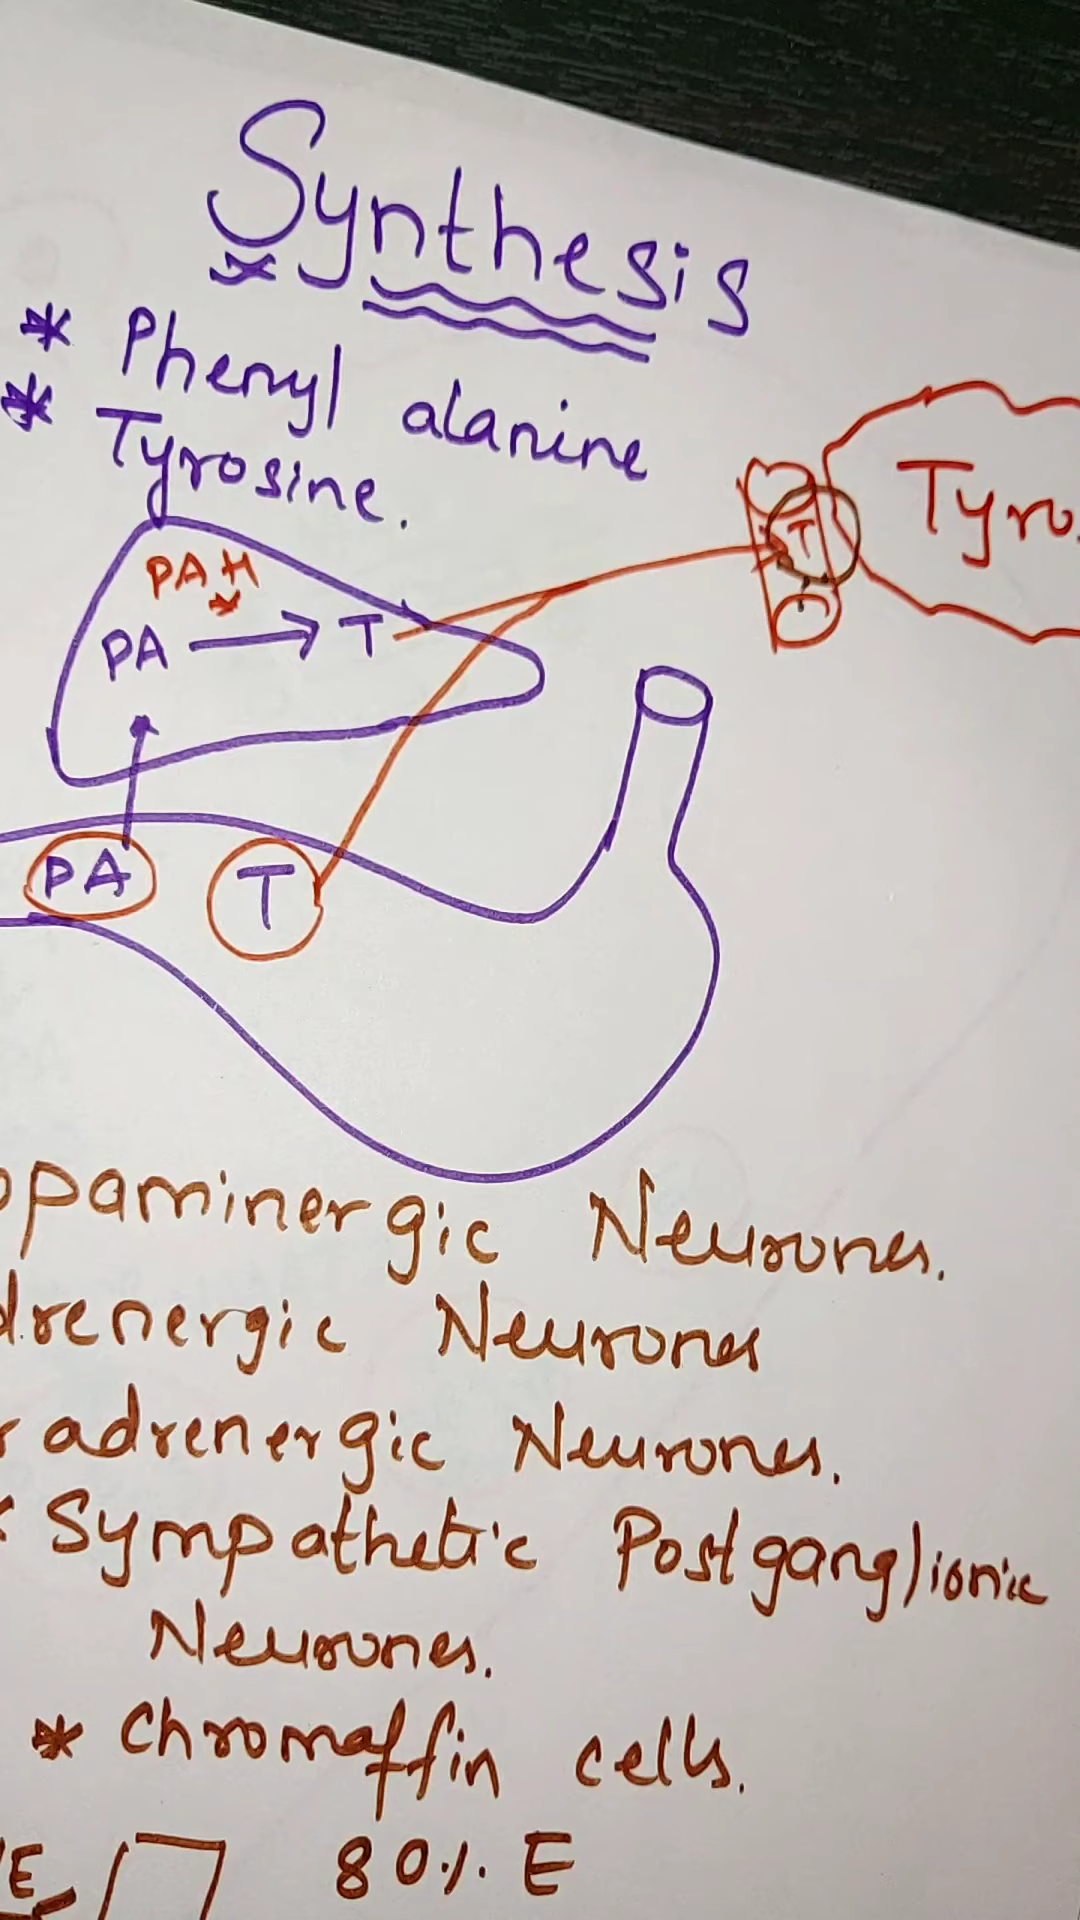 Synthesis
* Phenyl alanine
* Tyrosine.
Tyro
T
PAH
PA → T
PA T
opaminergic Neurones.
drenergic Neurones
r adrenergic Neurones.
* Sympathetic Postganglionic
Neurones.
* Chromaffin cells.
E 80% E